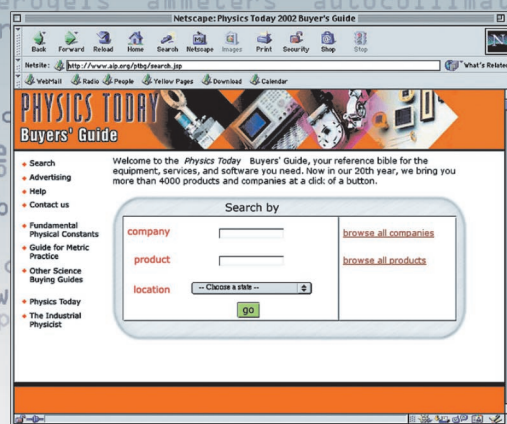 aerogels ammeters autocollima
Netscape: Physics Today 2002 Buyer's Guide
Back Forward Reload Home Search Netscape Images Print Security Shop Stop
Netsite: http://www.aip.org/ptbg/search.jsp What's Related
WebMail Radio People Yellow Pages Download Calendar
PHYSICS TODAY
Buyers' Guide
Search
Advertising
Help
Contact us
Fundamental
Physical Constants
Guide for Metric
Practice
Other Science
Buying Guides
Physics Today
The Industrial
Physicist
Welcome to the Physics Today Buyers' Guide, your reference bible for the
equipment, services, and software you need. Now in our 20th year, we bring you
more than 4000 products and companies at a click of a button.
Search by
company
browse all companies
product
browse all products
location
-- Choose a state --
go